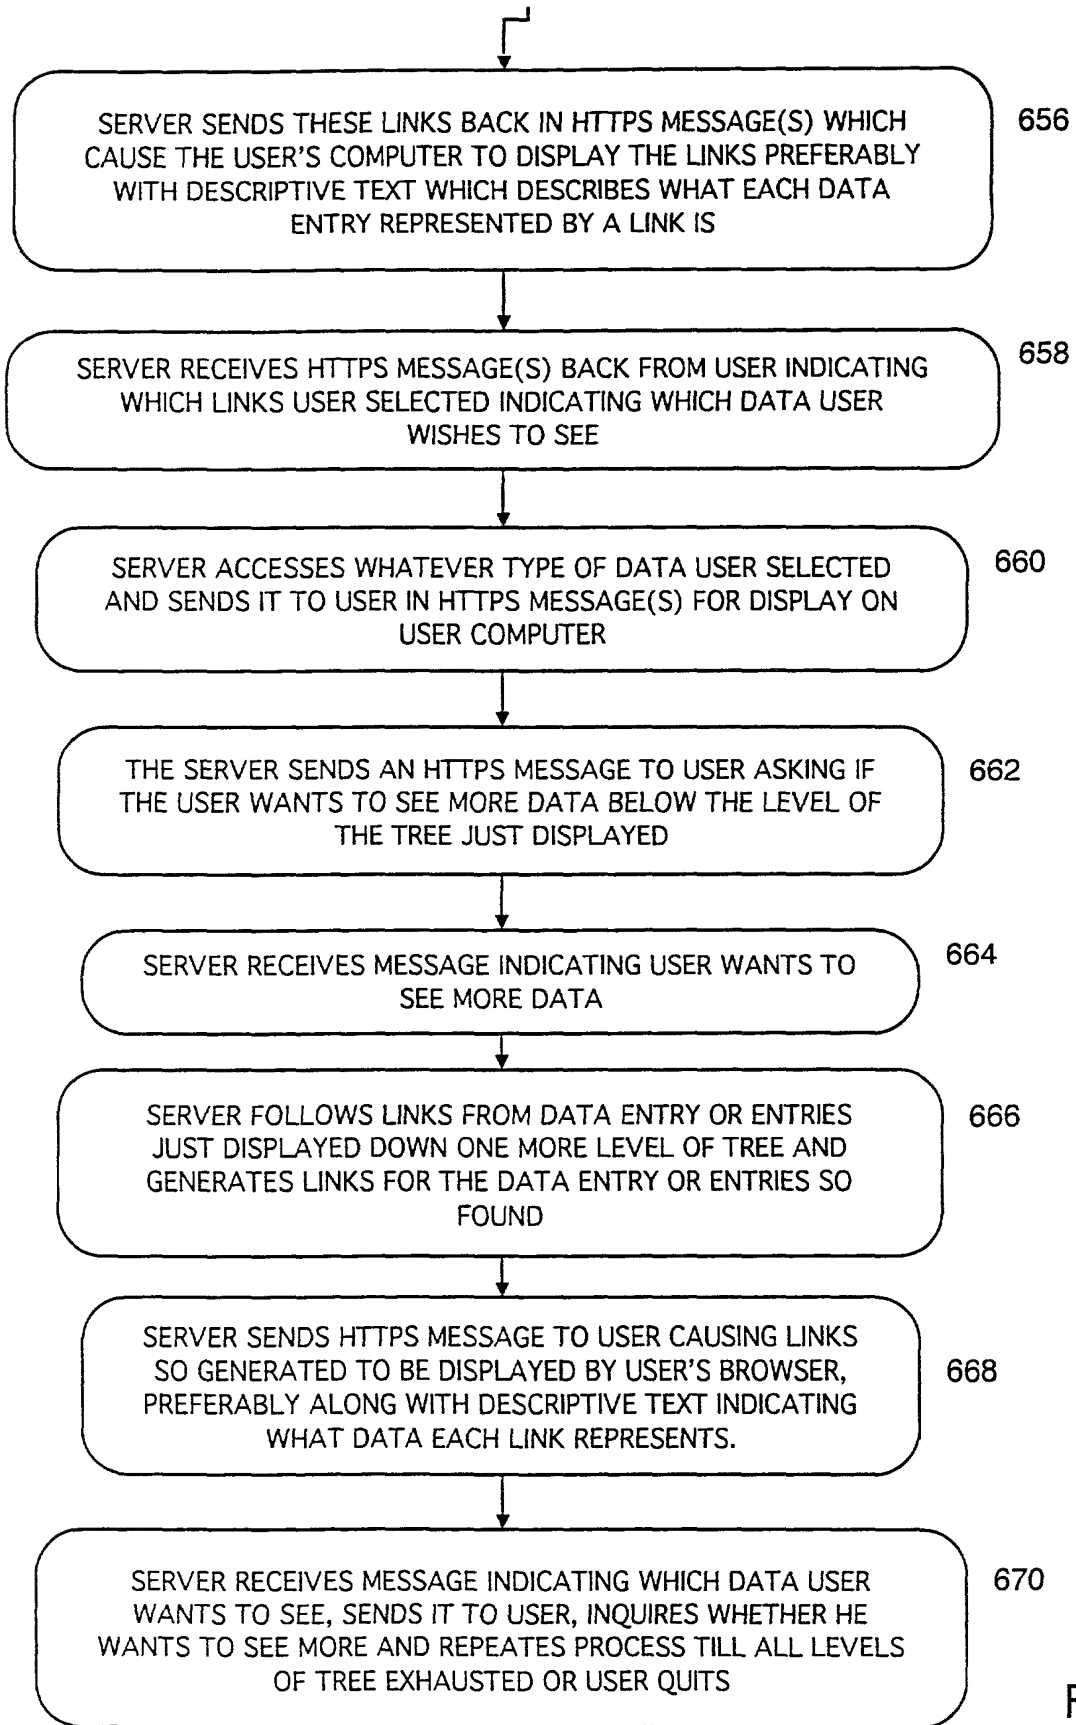 SERVER SENDS THESE LINKS BACK IN HTTPS MESSAGE(S) WHICH
CAUSE THE USER'S COMPUTER TO DISPLAY THE LINKS PREFERABLY
WITH DESCRIPTIVE TEXT WHICH DESCRIBES WHAT EACH DATA
ENTRY REPRESENTED BY A LINK IS
656
SERVER RECEIVES HTTPS MESSAGE(S) BACK FROM USER INDICATING
WHICH LINKS USER SELECTED INDICATING WHICH DATA USER
WISHES TO SEE
658
SERVER ACCESSES WHATEVER TYPE OF DATA USER SELECTED
AND SENDS IT TO USER IN HTTPS MESSAGE(S) FOR DISPLAY ON
USER COMPUTER
660
THE SERVER SENDS AN HTTPS MESSAGE TO USER ASKING IF
THE USER WANTS TO SEE MORE DATA BELOW THE LEVEL OF
THE TREE JUST DISPLAYED
662
SERVER RECEIVES MESSAGE INDICATING USER WANTS TO
SEE MORE DATA
664
SERVER FOLLOWS LINKS FROM DATA ENTRY OR ENTRIES
JUST DISPLAYED DOWN ONE MORE LEVEL OF TREE AND
GENERATES LINKS FOR THE DATA ENTRY OR ENTRIES SO
FOUND
666
SERVER SENDS HTTPS MESSAGE TO USER CAUSING LINKS
SO GENERATED TO BE DISPLAYED BY USER'S BROWSER,
PREFERABLY ALONG WITH DESCRIPTIVE TEXT INDICATING
WHAT DATA EACH LINK REPRESENTS.
668
SERVER RECEIVES MESSAGE INDICATING WHICH DATA USER
WANTS TO SEE, SENDS IT TO USER, INQUIRES WHETHER HE
WANTS TO SEE MORE AND REPEATS PROCESS TILL ALL LEVELS
OF TREE EXHAUSTED OR USER QUITS
670